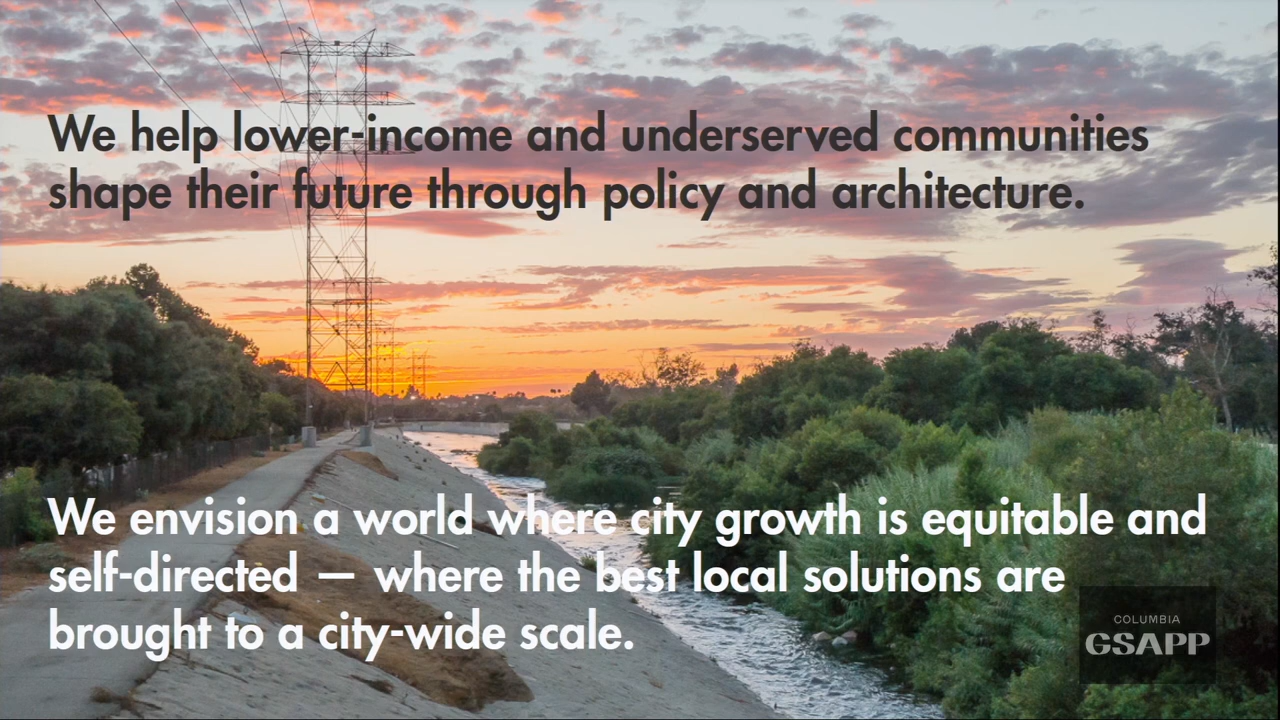 We help lower-income and underserved communities
shape their future through policy and architecture.
We envision a world where city growth is equitable and
self-directed — where the best local solutions are
brought to a city-wide scale.
COLUMBIA
GSAPP